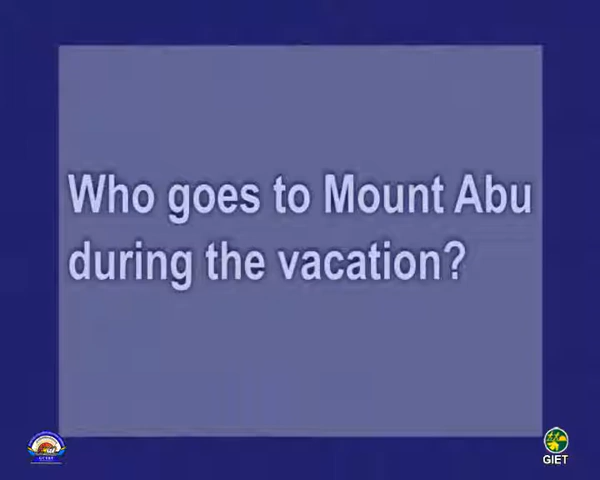 Who goes to Mount Abu
during the vacation?
GIET